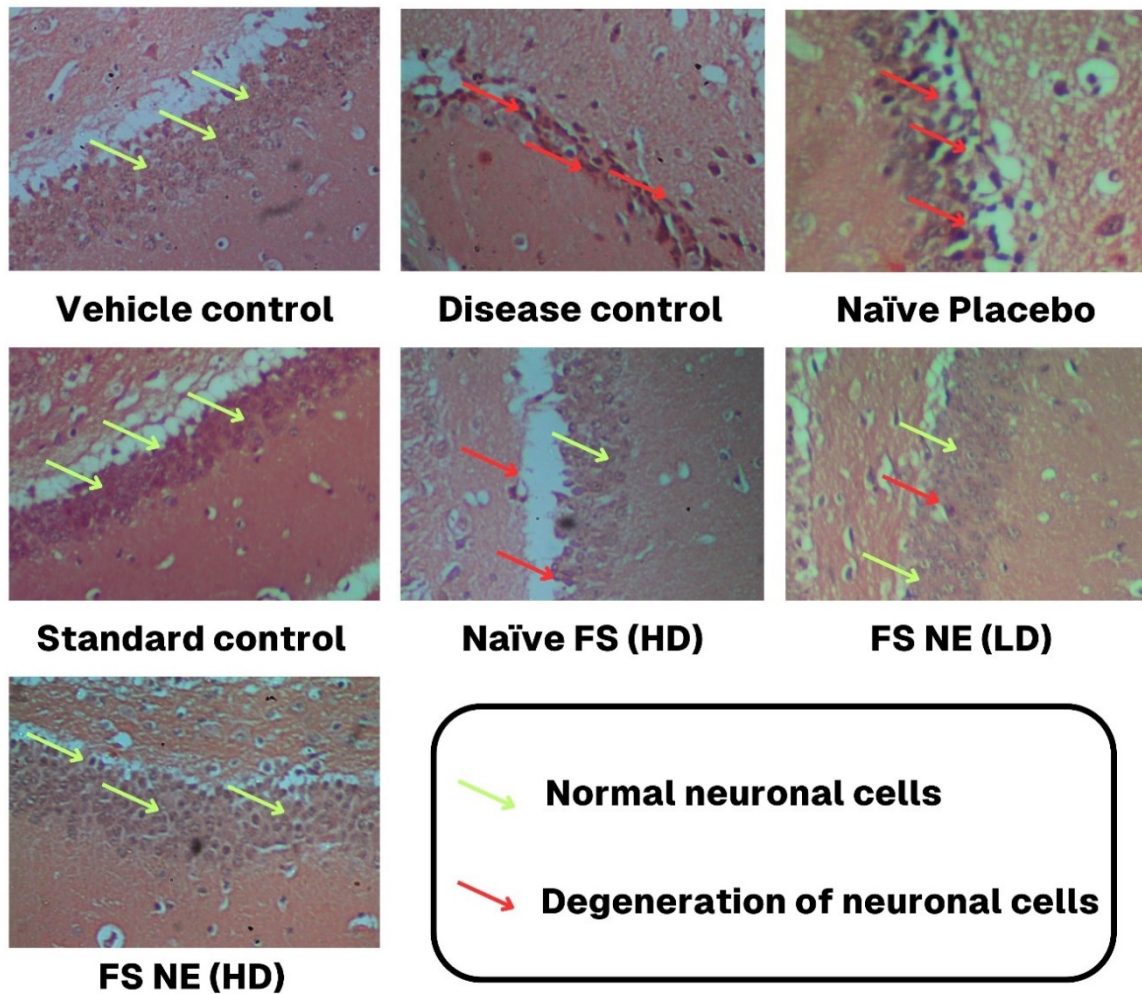 Vehicle control
Disease control
Naïve Placebo
Standard control
Naïve FS (HD)
FS NE (LD)
FS NE (HD)
Normal neuronal cells
Degeneration of neuronal cells